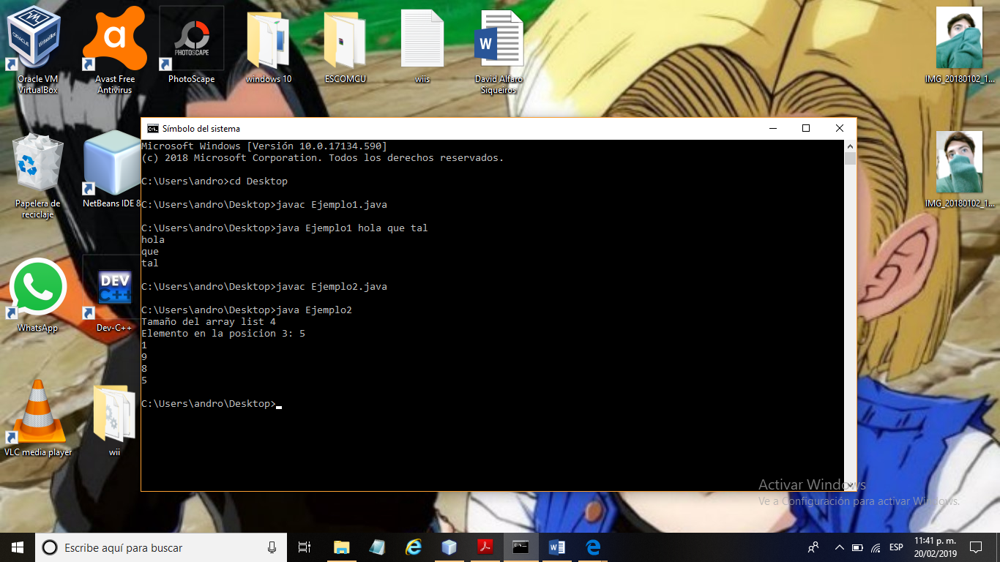 Oracle VM
VirtualBox
Avast Free
Antivirus
PHOTOSCAPE
PhotoScape
windows 10
ESCOMCU
wiis
W
David Alfaro
Siqueiros
IMG_20180102_1...
Papelera de
reciclaje
NetBeans IDE 8
IMG_20180102_1...
WhatsApp
DEV
C++
Dev-C++
VLC media player
wii
Símbolo del sistema
Microsoft Windows [Versión 10.0.17134.590]
(c) 2018 Microsoft Corporation. Todos los derechos reservados.
C:\Users\andro>cd Desktop
C:\Users\andro\Desktop>javac Ejemplo1.java
C:\Users\andro\Desktop>java Ejemplo1 hola que tal
hola
que
tal
C:\Users\andro\Desktop>javac Ejemplo2.java
C:\Users\andro\Desktop>java Ejemplo2
Tamaño del array list 4
Elemento en la posicion 3: 5
1
9
8
5
C:\Users\andro\Desktop>
Activar Windows
Ve a Configuración para activar Windows.
Escribe aquí para buscar
ESP
11:41 p. m.
20/02/2019